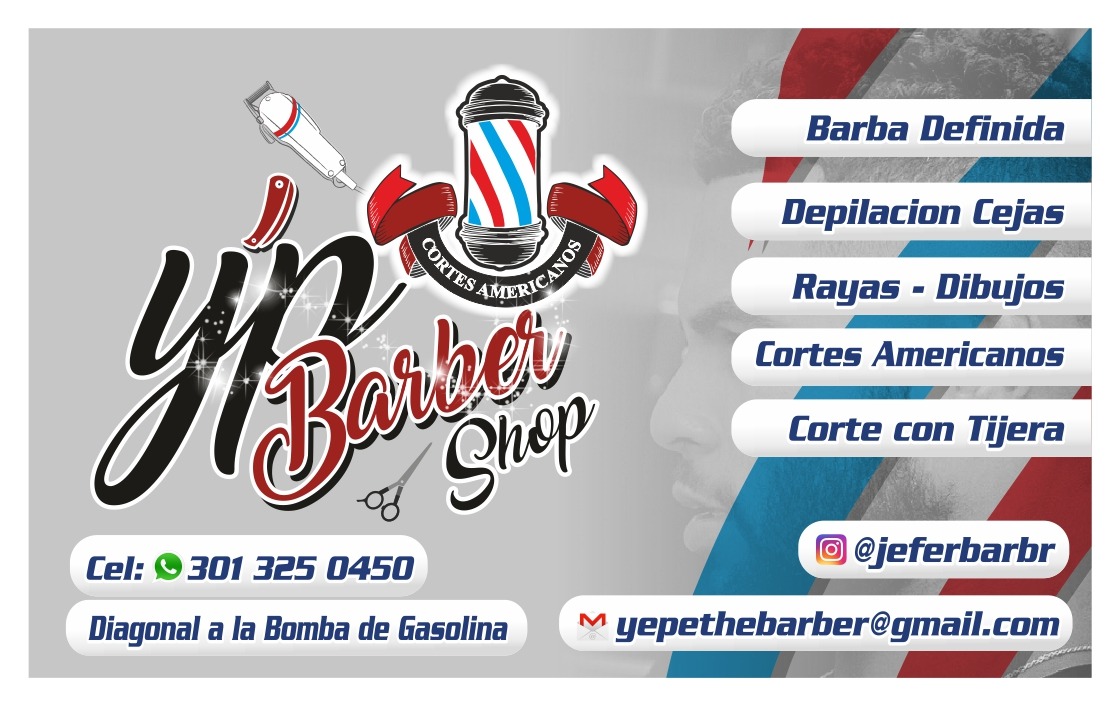 yp
Barber
Shop
CORTES AMERICANOS
Barba Definida
Depilacion Cejas
Rayas - Dibujos
Cortes Americanos
Corte con Tijera
@jeferbarbr
Cel: 301 325 0450
Diagonal a la Bomba de Gasolina
yepethebarber@gmail.com